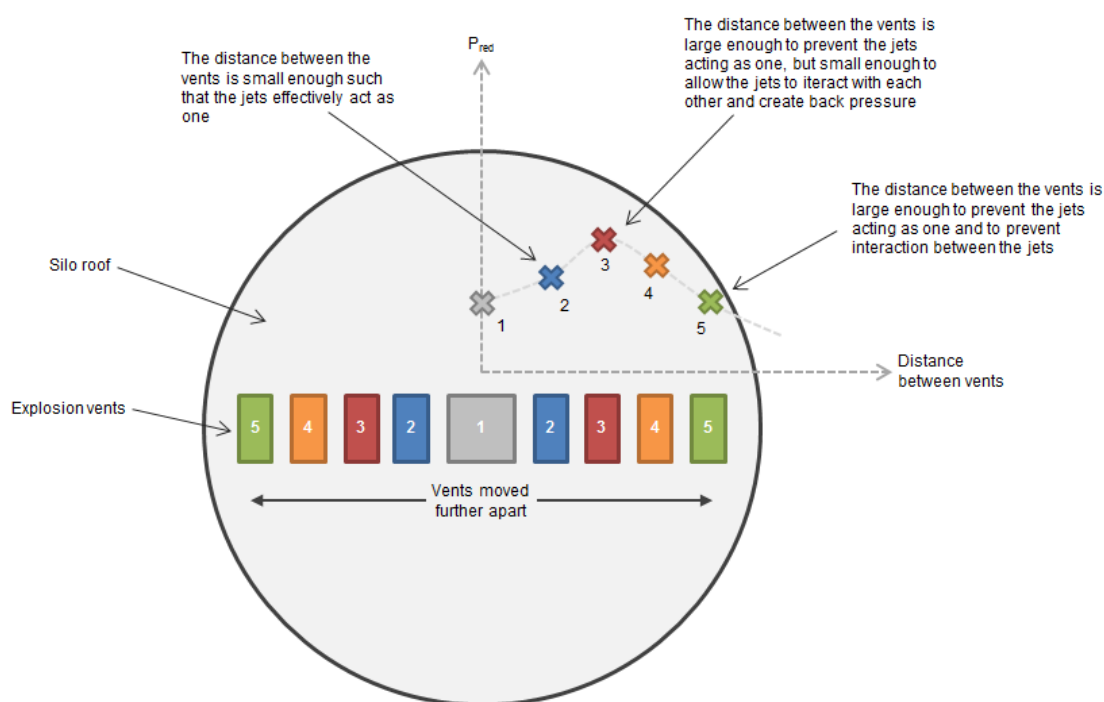 The distance between the
vents is small enough such
that the jets effectively act as
one
P_red
The distance between the vents is
large enough to prevent the jets
acting as one, but small enough to
allow the jets to iteract with each
other and create back pressure
The distance between the vents is
large enough to prevent the jets
acting as one and to prevent
interaction between the jets
Silo roof
1
2
3
4
5
Distance
between vents
Explosion vents
5 4 3 2 1 2 3 4 5
Vents moved
further apart